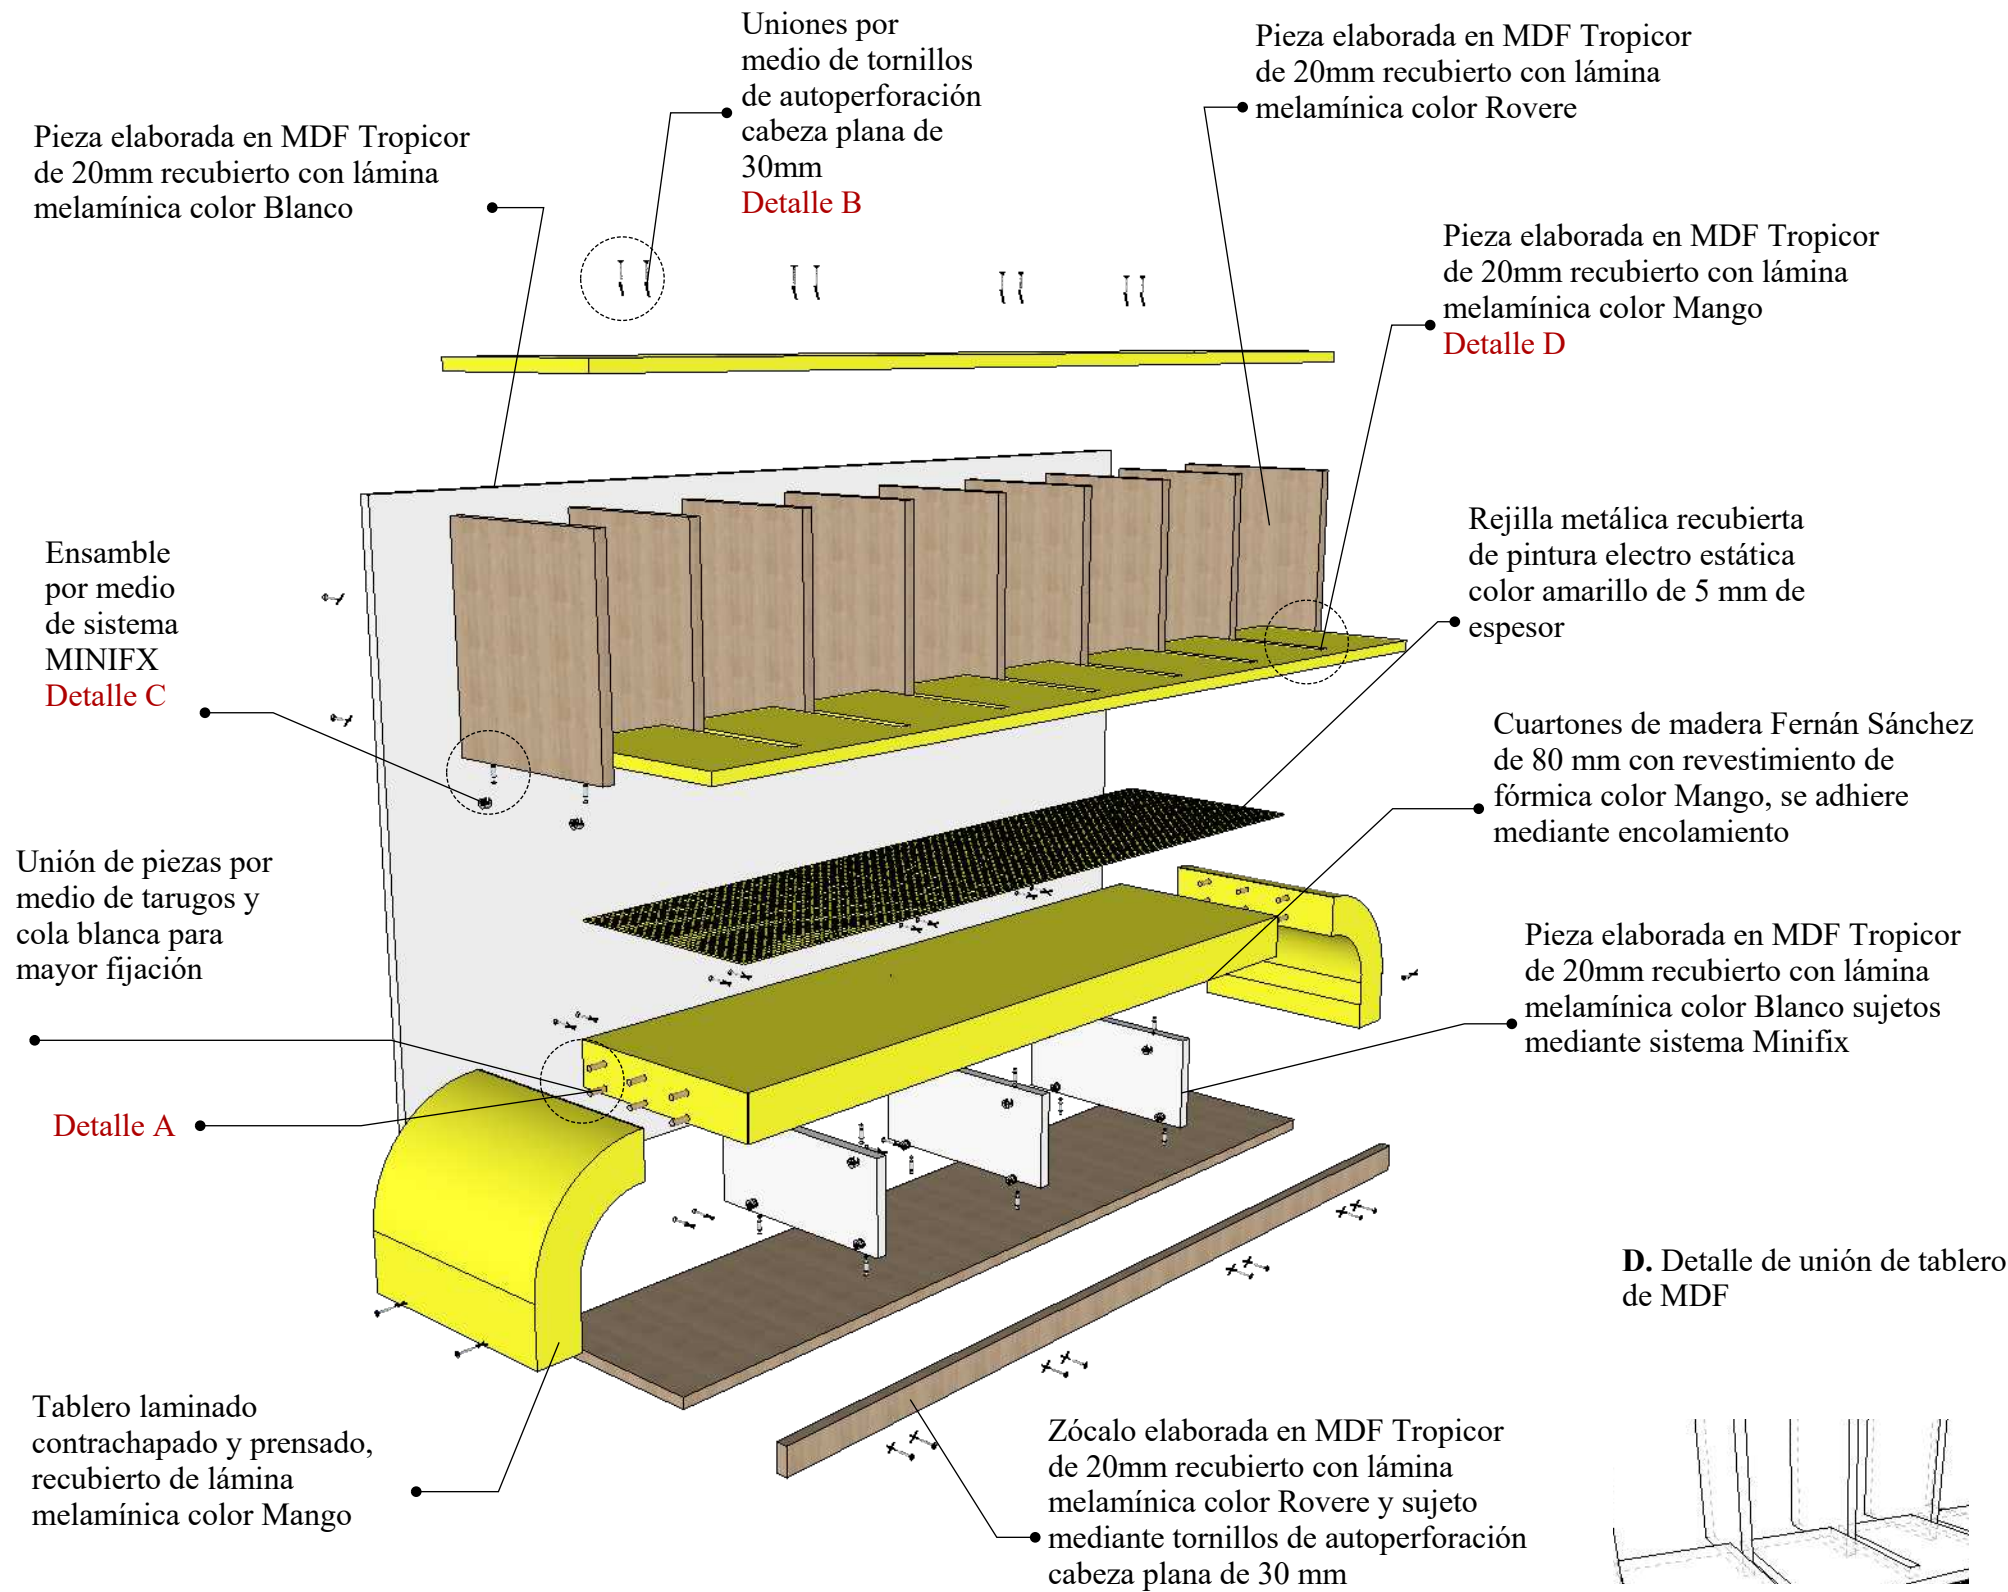 Uniones por
medio de tornillos
de autoperforación
cabeza plana de
30mm
Detalle B
Pieza elaborada en MDF Tropicor
de 20mm recubierto con lámina
melamínica color Rovere
Pieza elaborada en MDF Tropicor
de 20mm recubierto con lámina
melamínica color Blanco
Pieza elaborada en MDF Tropicor
de 20mm recubierto con lámina
melamínica color Mango
Detalle D
Ensamble
por medio
de sistema
MINIFX
Detalle C
Rejilla metálica recubierta
de pintura electro estática
color amarillo de 5 mm de
espesor
Cuartones de madera Fernán Sánchez
de 80 mm con revestimiento de
fórmica color Mango, se adhiere
mediante encolamiento
Unión de piezas por
medio de tarugos y
cola blanca para
mayor fijación
Detalle A
Pieza elaborada en MDF Tropicor
de 20mm recubierto con lámina
melamínica color Blanco sujetos
mediante sistema Minifix
D. Detalle de unión de tablero
de MDF
Tablero laminado
contrachapado y prensado,
recubierto de lámina
melamínica color Mango
Zócalo elaborada en MDF Tropicor
de 20mm recubierto con lámina
melamínica color Rovere y sujeto
mediante tornillos de autoperforación
cabeza plana de 30 mm